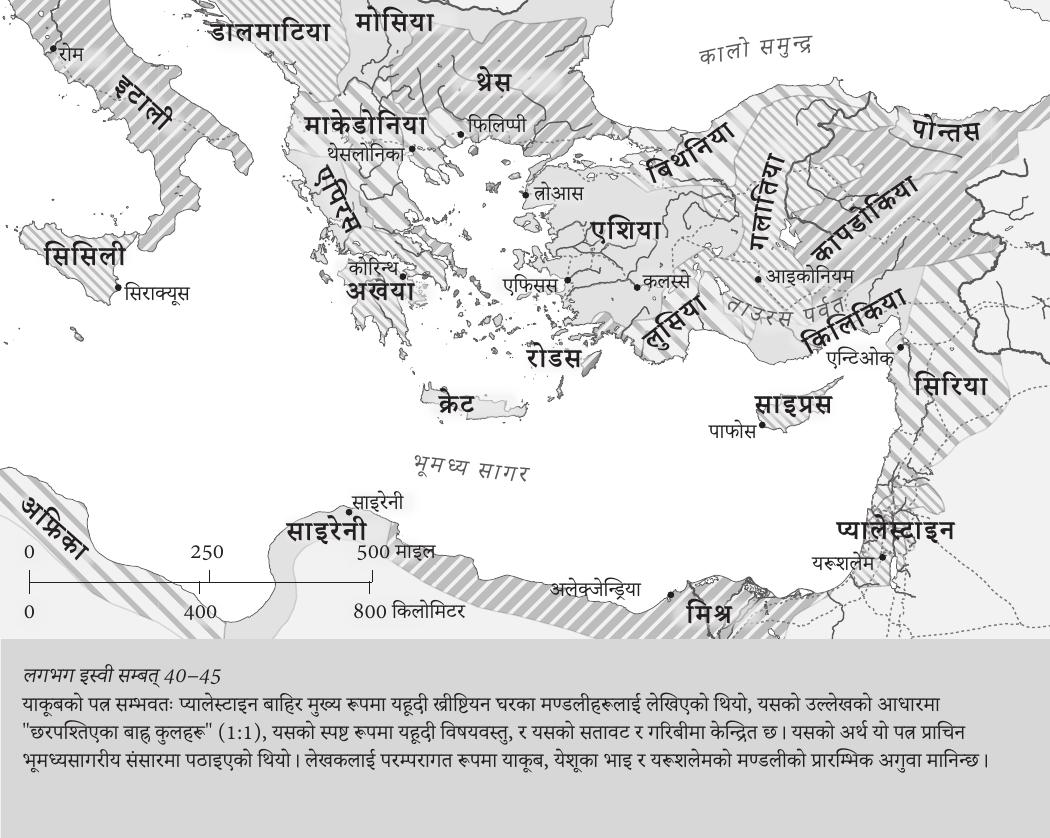 मोसिया
डालमाटिया
कालो समुन्द्र
रोम
थ्रेस
इटाली
माकेडोनिया
फिलिप्पी
पोन्तस
थेसलोनिका
बिथनिया
एपिरस
त्रोआस
गलातिया
कापडोकिया
एशिया
सिसिली
कोरिन्थ
अखेया
एफिसस
कलस्से
आइकोनियम
सिराक्यूस
ताउरस पर्वत
लुसिया
किलिकिया
रोडस
एन्टिओक
सिरिया
क्रेट
साइप्रस
पाफोस
भूमध्य सागर
साइरेनी
अफ्रिका
साइरेनी
प्यालेस्टाइन
0 250 500 माइल
यरूशलेम
अलेक्जेन्ड्रिया
0 400 800 किलोमिटर
मिश्र
लगभग इस्वी सम्बत् 40–45
याकूबको पत्र सम्भवतः प्यालेस्टाइन बाहिर मुख्य रूपमा यहूदी ख्रीष्टियन घरका मण्डलीहरूलाई लेखिएको थियो, यसको उल्लेखको आधारमा
"छरपश्तिएका बाह्र कुलहरू" (1:1), यसको स्पष्ट रूपमा यहूदी विषयवस्तु, र यसको सतावट र गरिबीमा केन्द्रित छ। यसको अर्थ यो पत्र प्राचिन
भूमध्यसागरीय संसारमा पठाइएको थियो। लेखकलाई परम्परागत रूपमा याकूब, येशूका भाइ र यरूशलेमको मण्डलीको प्रारम्भिक अगुवा मानिन्छ।